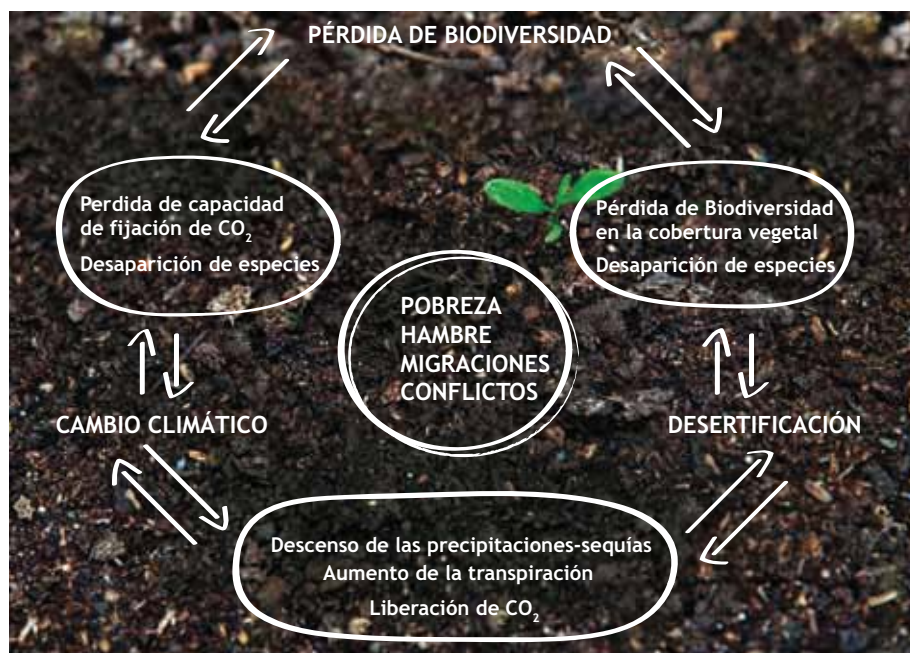 PÉRDIDA DE BIODIVERSIDAD
Perdida de capacidad
de fijación de CO₂
Desaparición de especies
Pérdida de Biodiversidad
en la cobertura vegetal
Desaparición de especies
POBREZA
HAMBRE
MIGRACIONES
CONFLICTOS
CAMBIO CLIMÁTICO
DESERTIFICACIÓN
Descenso de las precipitaciones-sequías
Aumento de la transpiración
Liberación de CO₂